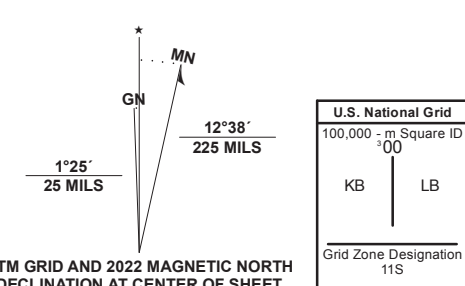 ★
MN
GN
12°38´
225 MILS
1°25´
25 MILS
TM GRID AND 2022 MAGNETIC NORTH
DECLINATION AT CENTER OF SHEET
U.S. National Grid
100,000 - m Square ID
³00
KB LB
Grid Zone Designation
11S